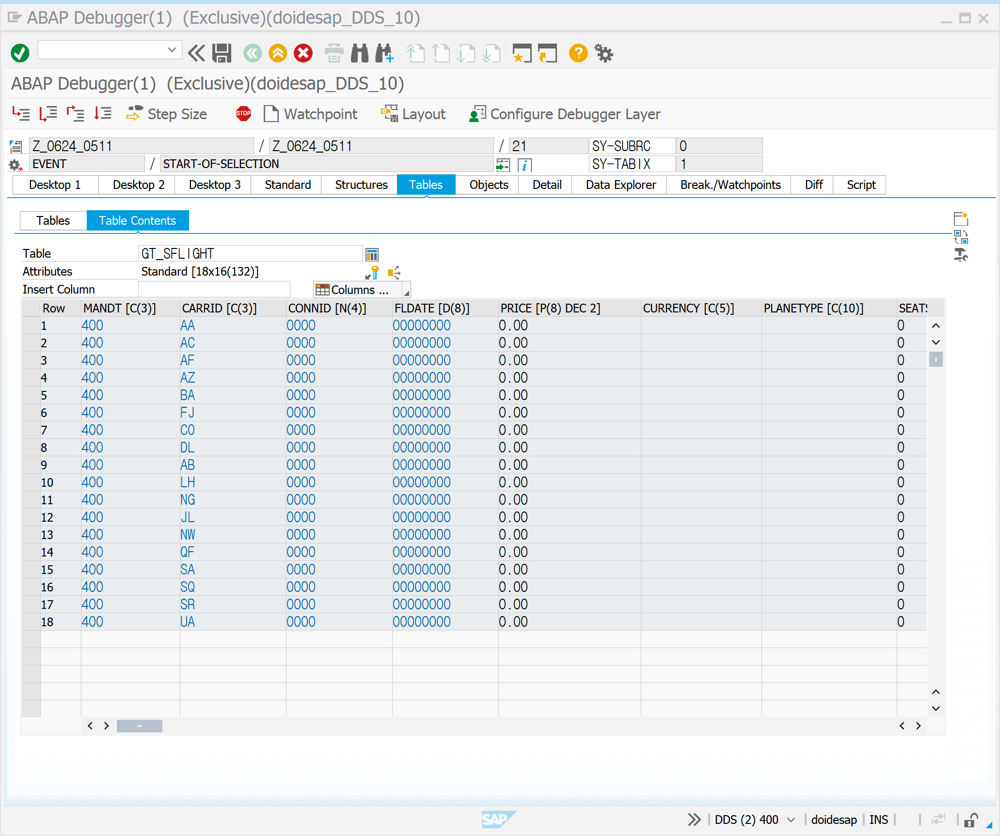 ABAP Debugger(1)  (Exclusive)(doidesap_DDS_10)
ABAP Debugger(1)  (Exclusive)(doidesap_DDS_10)
Step Size STOP Watchpoint Layout Configure Debugger Layer
Z_0624_0511 / Z_0624_0511 / 21 SY-SUBRC 0
EVENT / START-OF-SELECTION SY-TABIX 1
Desktop 1 Desktop 2 Desktop 3 Standard Structures Tables Objects Detail Data Explorer Break./Watchpoints Diff Script
Tables Table Contents
Table GT_SFLIGHT
Attributes Standard [18x16(132)]
Insert Column Columns ...
Row MANDT [C(3)] CARRID [C(3)] CONNID [N(4)] FLDATE [D(8)] PRICE [P(8) DEC 2] CURRENCY [C(5)] PLANETYPE [C(10)] SEATS
1 400 AA 0000 00000000 0.00 0
2 400 AC 0000 00000000 0.00 0
3 400 AF 0000 00000000 0.00 0
4 400 AZ 0000 00000000 0.00 0
5 400 BA 0000 00000000 0.00 0
6 400 FJ 0000 00000000 0.00 0
7 400 CO 0000 00000000 0.00 0
8 400 DL 0000 00000000 0.00 0
9 400 AB 0000 00000000 0.00 0
10 400 LH 0000 00000000 0.00 0
11 400 NG 0000 00000000 0.00 0
12 400 JL 0000 00000000 0.00 0
13 400 NW 0000 00000000 0.00 0
14 400 QF 0000 00000000 0.00 0
15 400 SA 0000 00000000 0.00 0
16 400 SQ 0000 00000000 0.00 0
17 400 SR 0000 00000000 0.00 0
18 400 UA 0000 00000000 0.00 0
SAP DDS (2) 400 doidesap INS